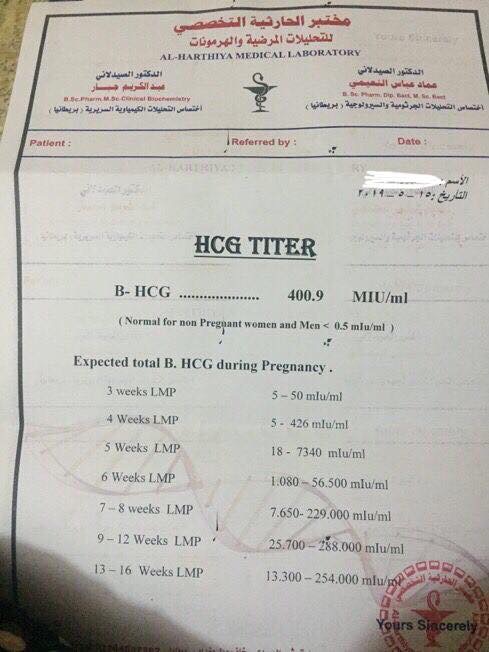 مختبر الحارثية التخصصي
للتحليلات المرضية والهرمونات
AL-HARTHIYA MEDICAL LABORATORY
الدكتور الصيدلاني
عماد عباس النعيمي
B. Sc. Pharm, Dip. Bact, M. Sc. Bact
اختصاص التحليلات الجرثومية والسيرولوجية ( بريطانيا )
الدكتور الصيدلاني
عبد الكريم جبار
B.Sc.Pharm.M.Sc.Clinical Biochemistry
اختصاص التحليلات الكيمياوية السريرية ( بريطانيا )
Patient : Referred by : Date :
الأسم
التأريخ : ١٥ - ٥ - ٢٠١٩
HCG TITER
B- HCG .................... 400.9 MIU/ml
( Normal for non Pregnant women and Men < 0.5 mIu/ml )
Expected total B. HCG during Pregnancy .
3 weeks LMP 5 – 50 mIu/ml
4 Weeks LMP 5 - 426 mIu/ml
5 Weeks LMP 18 - 7340 mIu/ml
6 Weeks LMP 1.080 – 56.500 mIu/ml
7 – 8 weeks LMP 7.650- 229.000 mIu/ml
9 – 12 Weeks LMP 25.700 – 288.000 mIu/ml
13 – 16 Weeks LMP 13.300 – 254.000 mIu/ml
Yours Sincerely